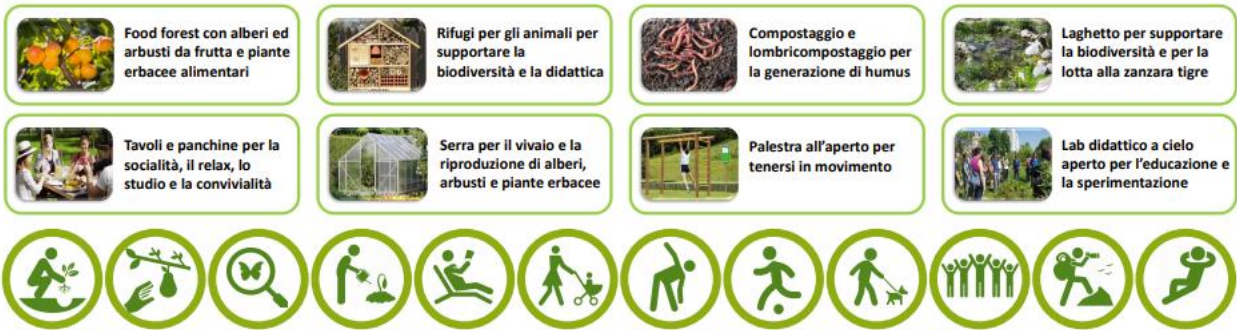 Food forest con alberi ed
arbusti da frutta e piante
erbacee alimentari
Rifugi per gli animali per
supportare la
biodiversità e la didattica
Compostaggio e
lombricompostaggio per
la generazione di humus
Laghetto per supportare
la biodiversità e per la
lotta alla zanzara tigre
Tavoli e panchine per la
socialità, il relax, lo
studio e la convivialità
Serra per il vivaio e la
riproduzione di alberi,
arbusti e piante erbacee
Palestra all’aperto per
tenersi in movimento
Lab didattico a cielo
aperto per l’educazione e
la sperimentazione